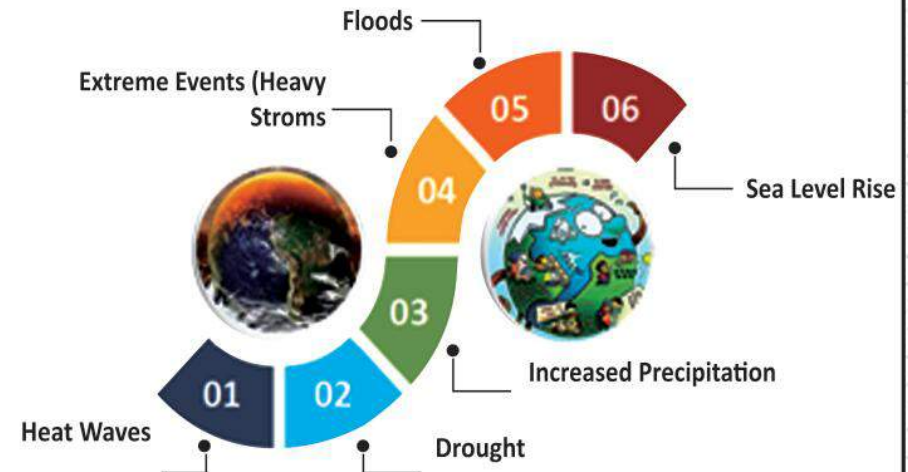 Floods
Extreme Events (Heavy
Stroms
05
06
04
Sea Level Rise
03
Increased Precipitation
01
02
Heat Waves
Drought